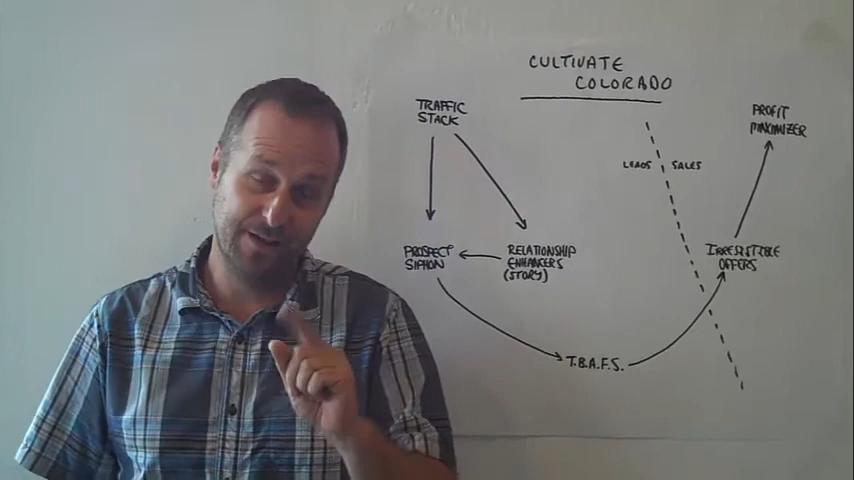 CULTIVATE
COLORADO
TRAFFIC
STACK
PROFIT
MAXIMIZER
LEADS
SALES
PROSPECT
SIPHON
RELATIONSHIP
ENHANCERS
(STORY)
IRRESISTIBLE
OFFERS
T.B.A.F.S.